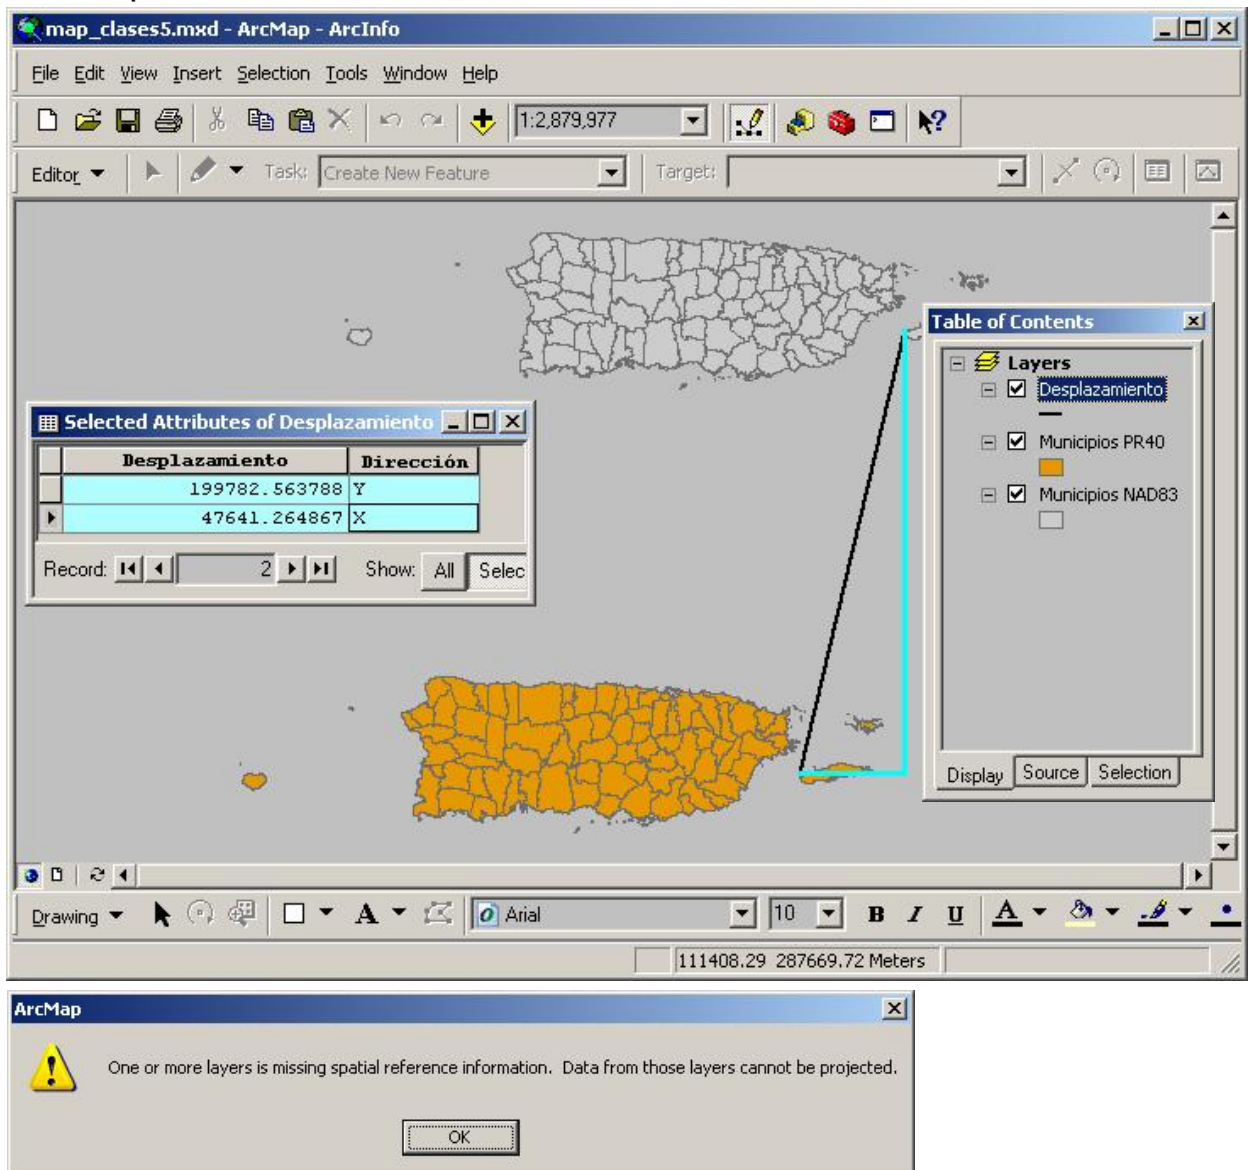 map_clases5.mxd - ArcMap - ArcInfo
File Edit View Insert Selection Tools Window Help
1:2,879,977
Editor Task: Create New Feature Target:
Table of Contents
Layers
Desplazamiento
Municipios PR40
Municipios NAD83
Display Source Selection
Selected Attributes of Desplazamiento
Desplazamiento Dirección
199782.563788 Y
47641.264867 X
Record: 2 Show: All Selec
Drawing A Arial 10 B I U A
111408.29 287669.72 Meters
ArcMap
One or more layers is missing spatial reference information. Data from those layers cannot be projected.
OK